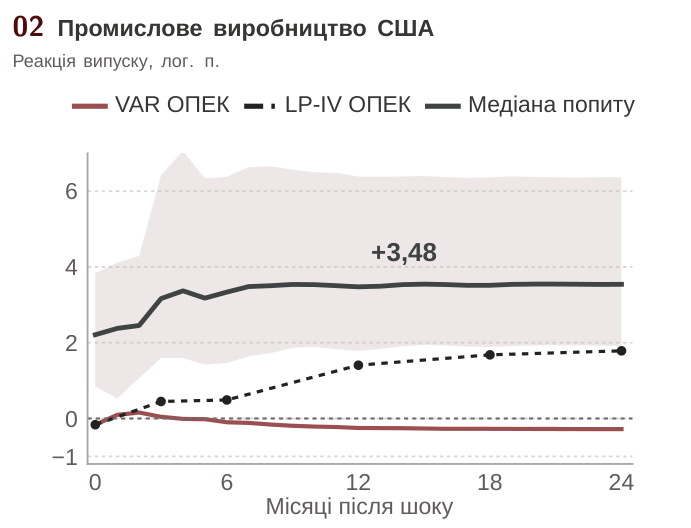 02 Промислове виробництво США
Реакція випуску, лог. п.
VAR ОПЕК LP-IV ОПЕК Медіана попиту
6
+3,48
4
2
0
−1
0 6 12 18 24
Місяці після шоку